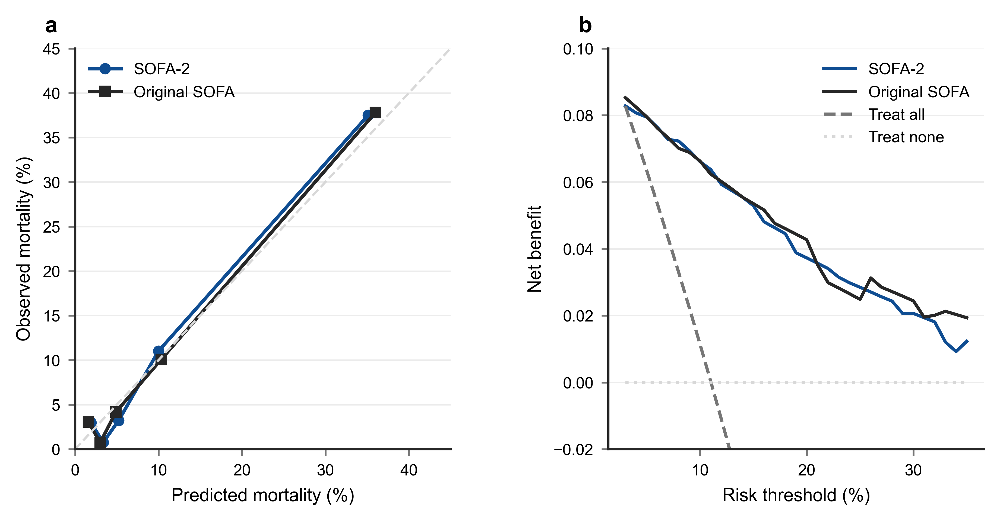 a
45
40
35
30
25
20
15
10
5
0
0 10 20 30 40
Observed mortality (%)
Predicted mortality (%)
SOFA-2
Original SOFA
b
0.10
0.08
0.06
0.04
0.02
0.00
−0.02
10 20 30
Net benefit
Risk threshold (%)
SOFA-2
Original SOFA
Treat all
Treat none